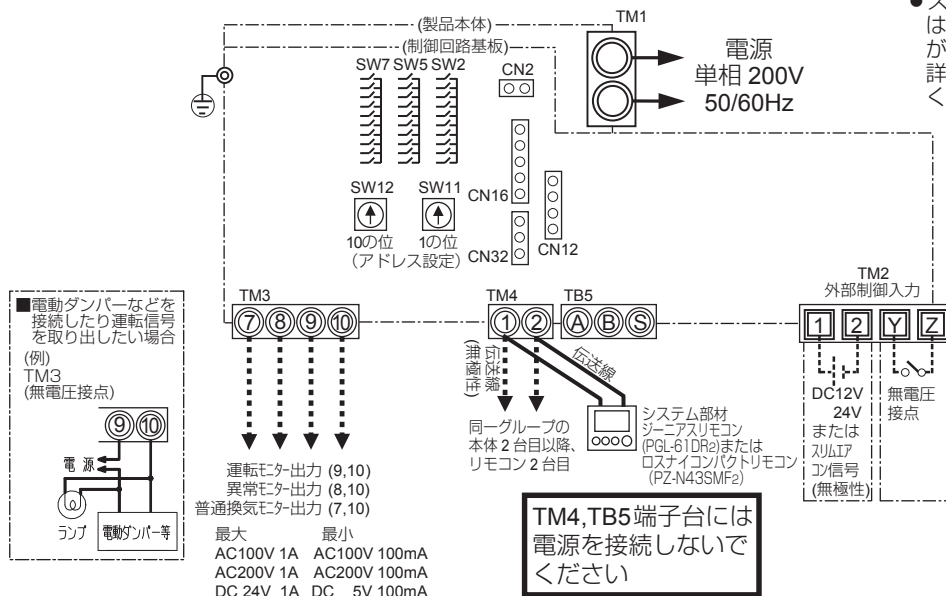 (製品本体)
(制御回路基板)
TM1
電源
単相 200V
50/60Hz
● ス
は
が
詳
く
SW7 SW5 SW2
CN2
SW12
SW11
CN16
10の位
1の位
(アドレス設定)
CN32
CN12
■電動ダンパーなどを
接続したり運転信号
を取り出したい場合
(例)
TM3
(無電圧接点)
⑨ ⑩
電 源
ランプ
電動ダンパー等
TM3
⑦ ⑧ ⑨ ⑩
運転モニター出力 (9,10)
異常モニター出力 (8,10)
普通換気モニター出力 (7,10)
最大 最小
AC100V 1A AC100V 100mA
AC200V 1A AC200V 100mA
DC 24V 1A DC 5V 100mA
TM4
① ②
TB5
Ⓐ Ⓑ Ⓢ
伝送線
(無極性)
伝送線
同一グループの
本体 2 台目以降、
リモコン 2 台目
システム部材
ジーニアスリモコン
(PGL-61DR2)または
ロスナイコンパクトリモコン
(PZ-N43SMF2)
TM4,TB5端子台には
電源を接続しないで
ください
TM2
外部制御入力
1 2 Y Z
DC12V
24V
または
スリムエア
コン信号
(無極性)
無電圧
接点